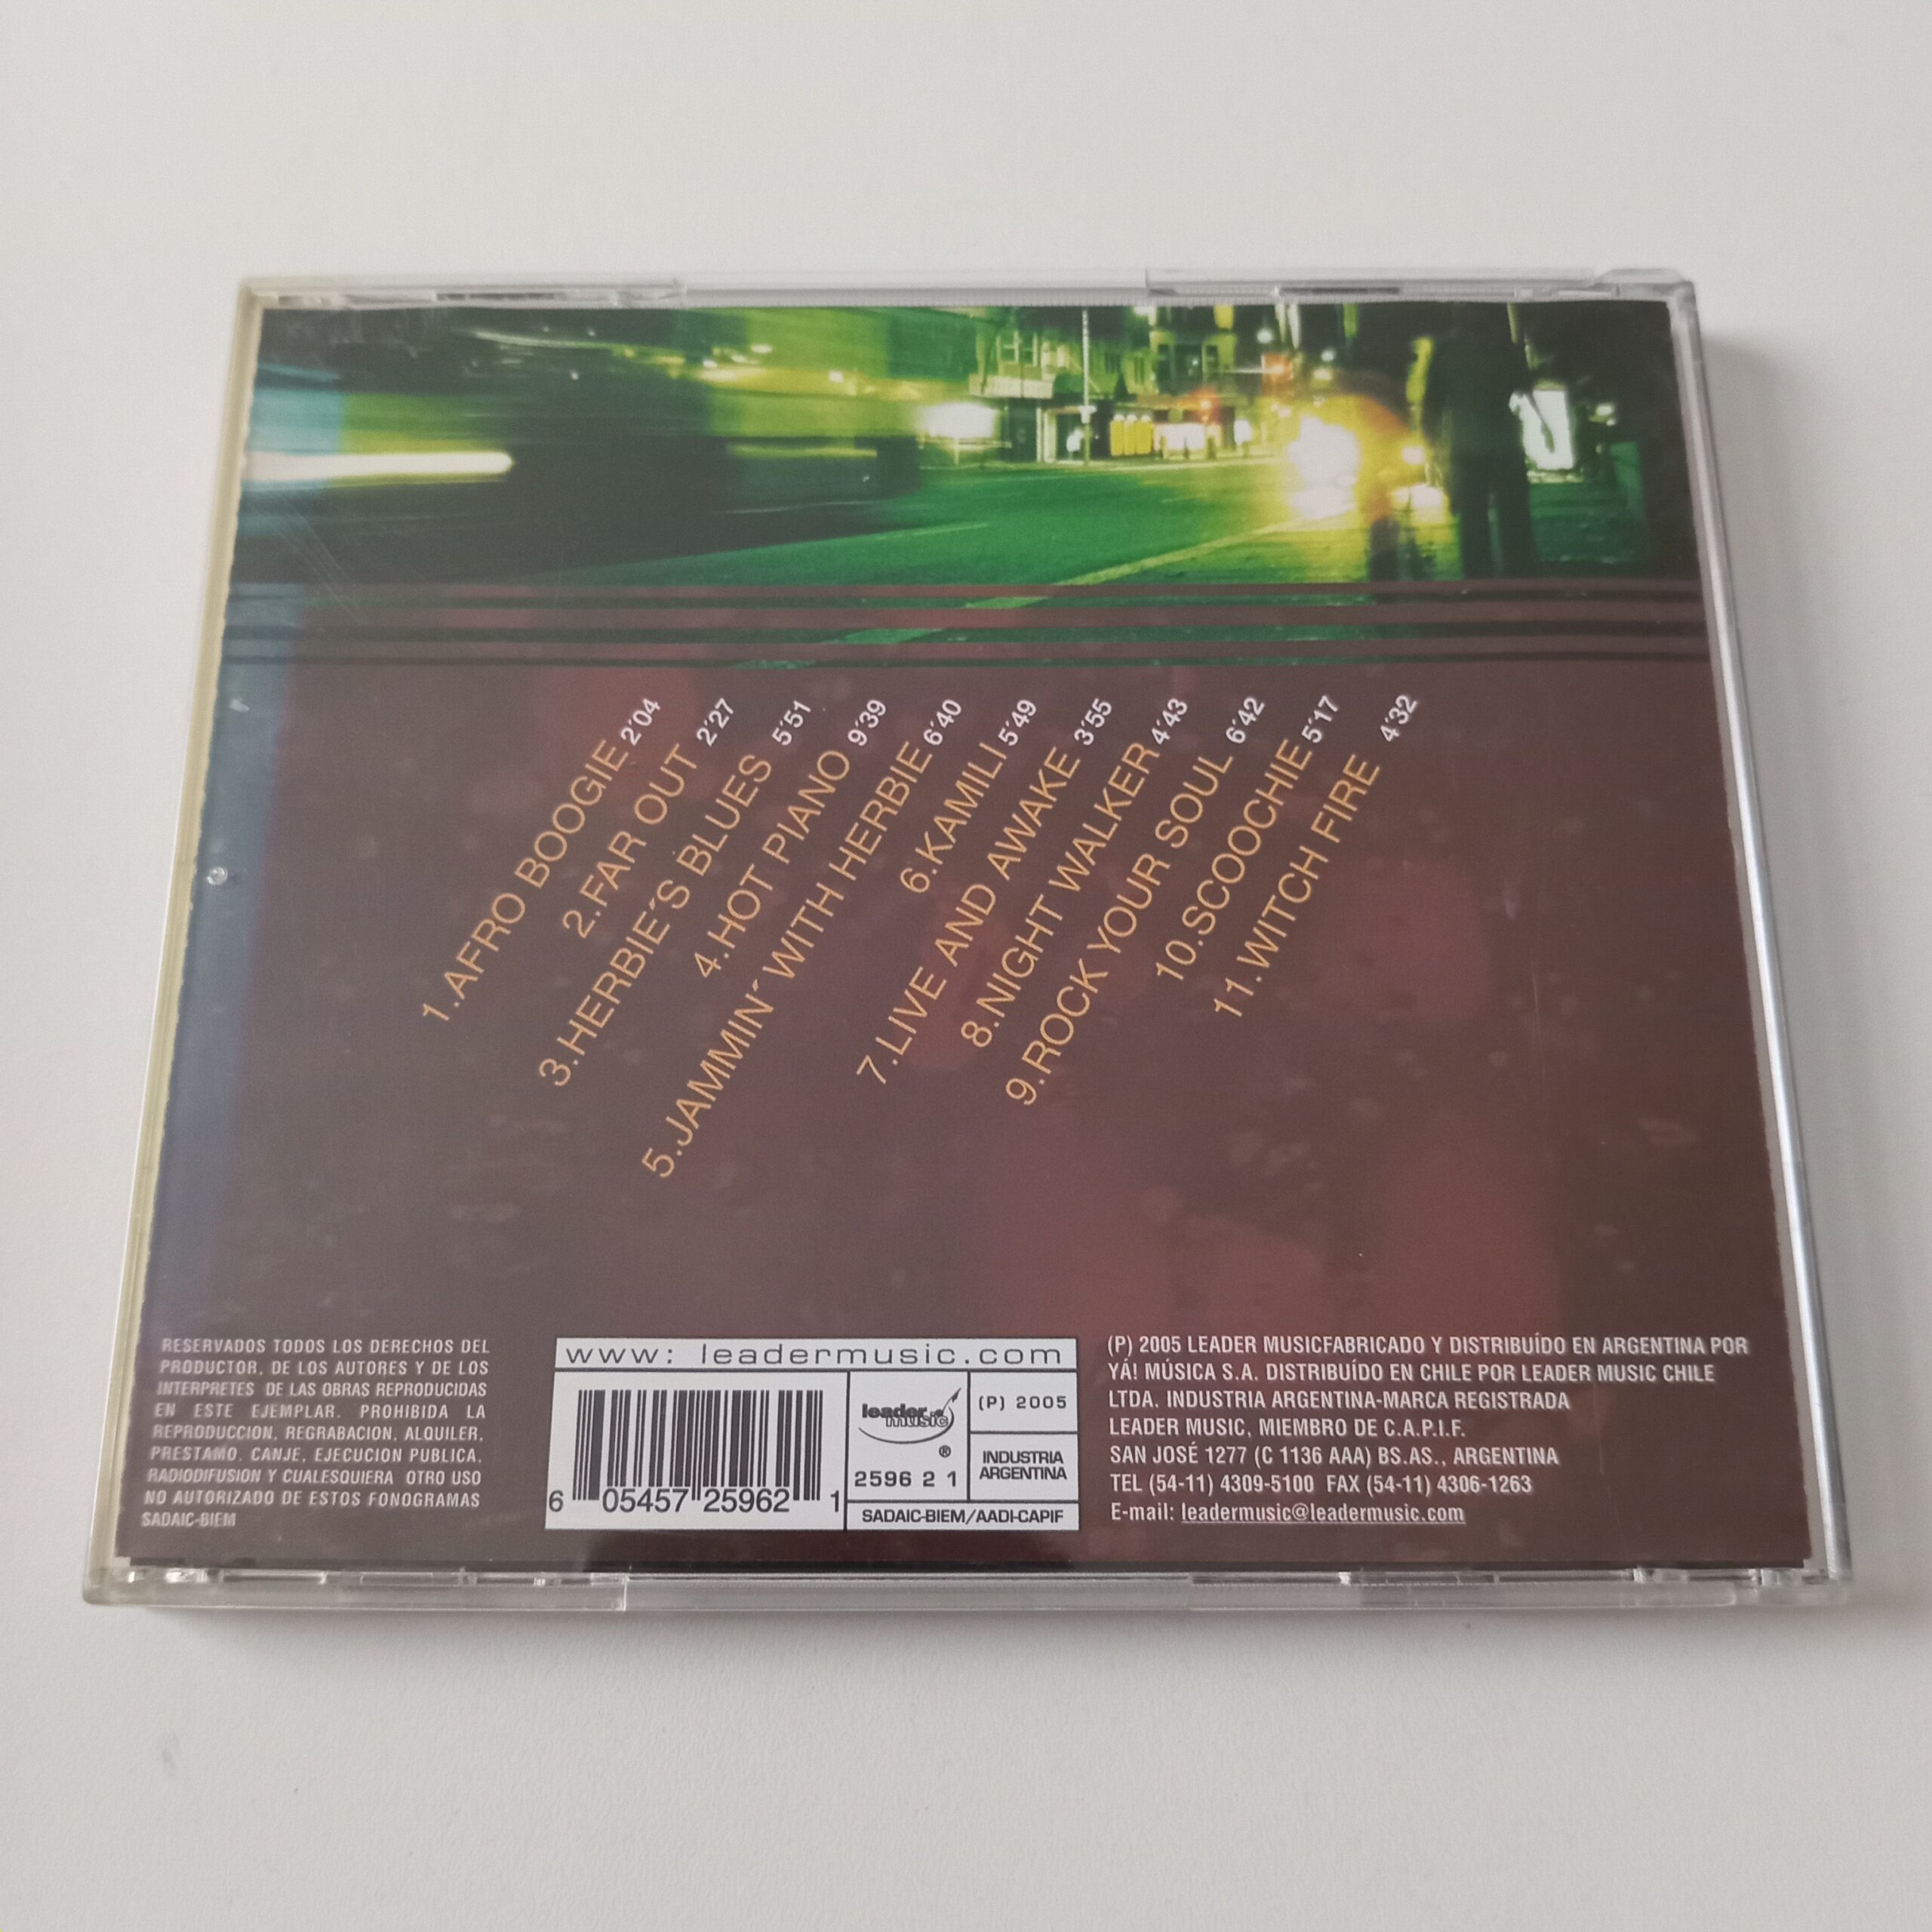 1.AFRO BOOGIE 2´04
2.FAR OUT 2´27
3.HERBIE´S BLUES 5´51
4.HOT PIANO 9´39
5.JAMMIN´ WITH HERBIE 6´40
6.KAMILI 5´49
7.LIVE AND AWAKE 3´55
8.NIGHT WALKER 4´43
9.ROCK YOUR SOUL 6´42
10.SCOOCHIE 5´17
11.WITCH FIRE 4´32
RESERVADOS TODOS LOS DERECHOS DEL
PRODUCTOR, DE LOS AUTORES Y DE LOS
INTERPRETES DE LAS OBRAS REPRODUCIDAS
EN ESTE EJEMPLAR. PROHIBIDA LA
REPRODUCCION, REGRABACION, ALQUILER,
PRESTAMO, CANJE, EJECUCION PUBLICA,
RADIODIFUSION Y CUALESQUIERA OTRO USO
NO AUTORIZADO DE ESTOS FONOGRAMAS
SADAIC-BIEM
www: leadermusic.com
6 05457 25962 1
leader music
®
2596 2 1
(P) 2005
INDUSTRIA
ARGENTINA
SADAIC-BIEM/AADI-CAPIF
(P) 2005 LEADER MUSICFABRICADO Y DISTRIBUÍDO EN ARGENTINA POR
YÁ! MÚSICA S.A. DISTRIBUÍDO EN CHILE POR LEADER MUSIC CHILE
LTDA. INDUSTRIA ARGENTINA-MARCA REGISTRADA
LEADER MUSIC, MIEMBRO DE C.A.P.I.F.
SAN JOSÉ 1277 (C 1136 AAA) BS.AS., ARGENTINA
TEL (54-11) 4309-5100 FAX (54-11) 4306-1263
E-mail: leadermusic@leadermusic.com